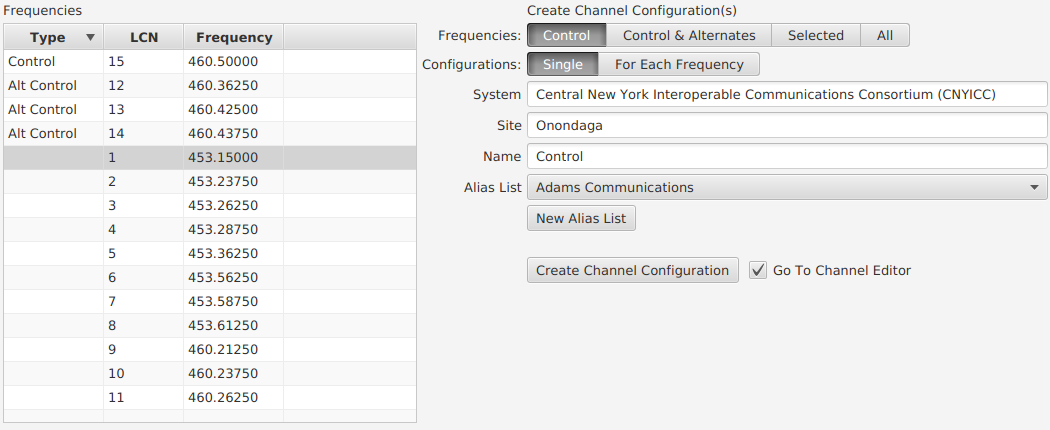 Frequencies
Type LCN Frequency
Control 15 460.50000
Alt Control 12 460.36250
Alt Control 13 460.42500
Alt Control 14 460.43750
1 453.15000
2 453.23750
3 453.26250
4 453.28750
5 453.36250
6 453.56250
7 453.58750
8 453.61250
9 460.21250
10 460.23750
11 460.26250
Create Channel Configuration(s)
Frequencies: Control Control & Alternates Selected All
Configurations: Single For Each Frequency
System Central New York Interoperable Communications Consortium (CNYICC)
Site Onondaga
Name Control
Alias List Adams Communications
New Alias List
Create Channel Configuration Go To Channel Editor